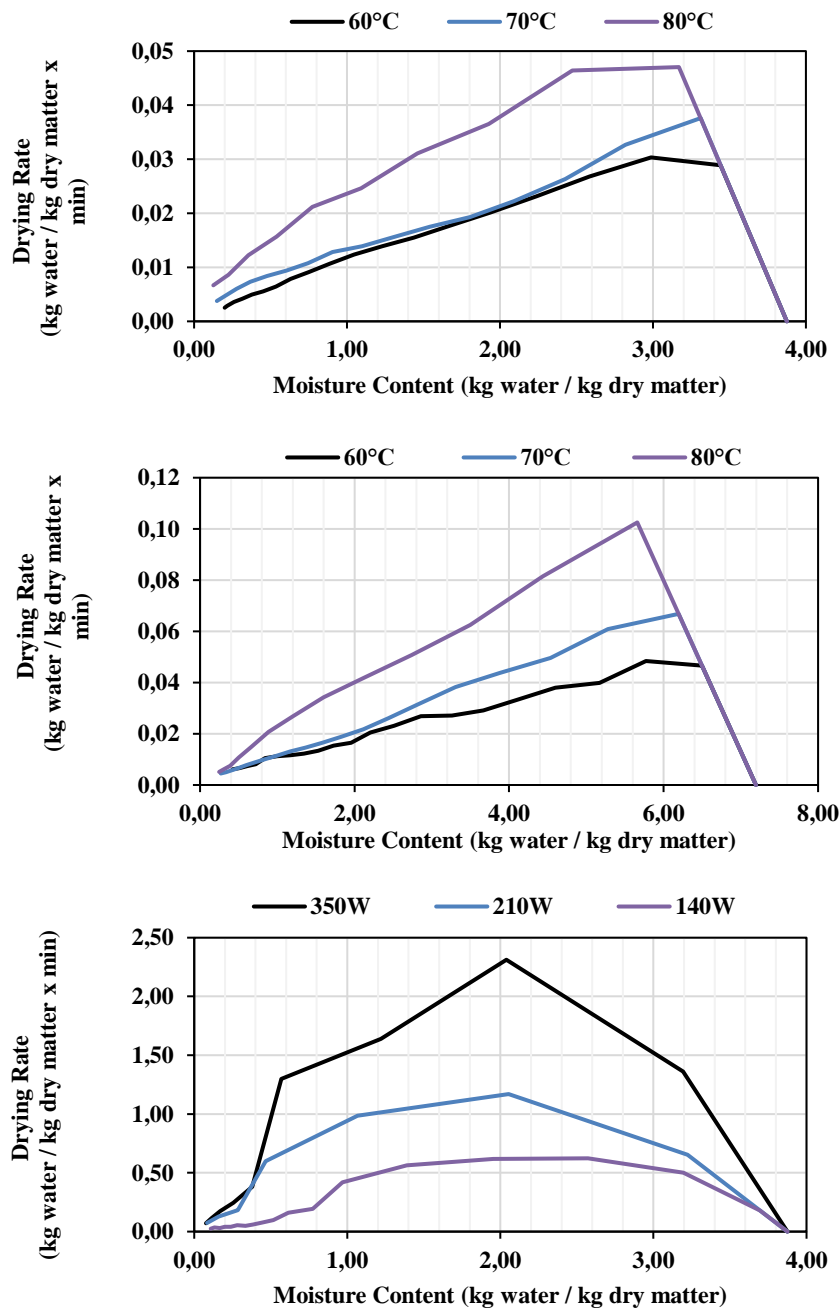 60°C 70°C 80°C
Drying Rate
(kg water / kg dry matter x
min)
0,05
0,04
0,03
0,02
0,01
0,00
0,00 1,00 2,00 3,00 4,00
Moisture Content (kg water / kg dry matter)
60°C 70°C 80°C
Drying Rate
(kg water / kg dry matter x
min)
0,12
0,10
0,08
0,06
0,04
0,02
0,00
0,00 2,00 4,00 6,00 8,00
Moisture Content (kg water / kg dry matter)
350W 210W 140W
Drying Rate
(kg water / kg dry matter x min)
2,50
2,00
1,50
1,00
0,50
0,00
0,00 1,00 2,00 3,00 4,00
Moisture Content (kg water / kg dry matter)